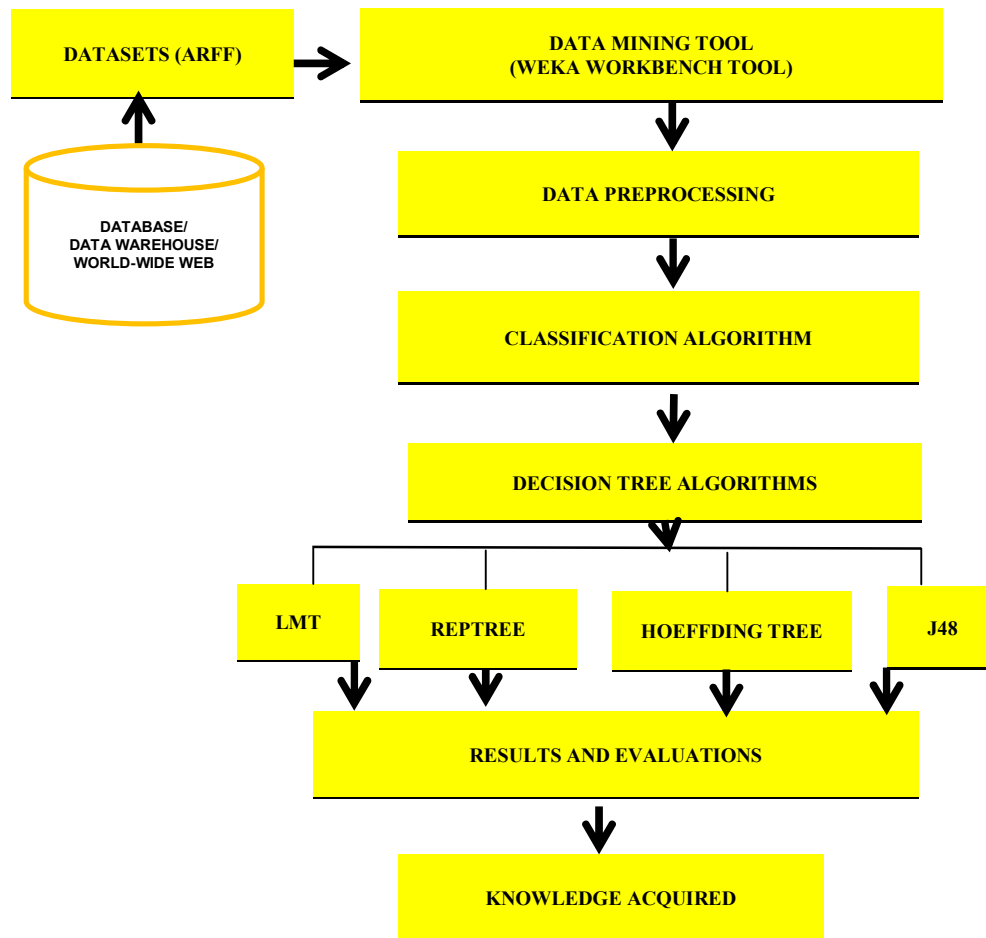 DATASETS (ARFF)
DATA MINING TOOL
(WEKA WORKBENCH TOOL)
DATABASE/
DATA WAREHOUSE/
WORLD-WIDE WEB
DATA PREPROCESSING
CLASSIFICATION ALGORITHM
DECISION TREE ALGORITHMS
LMT
REPTREE
HOEFFDING TREE
J48
RESULTS AND EVALUATIONS
KNOWLEDGE ACQUIRED